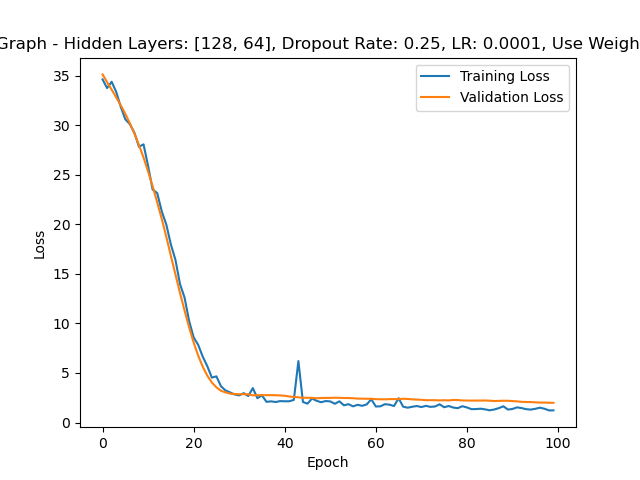 Graph - Hidden Layers: [128, 64], Dropout Rate: 0.25, LR: 0.0001, Use Weigh
Training Loss
Validation Loss
35
30
25
20
15
10
5
0
Loss
0 20 40 60 80 100
Epoch